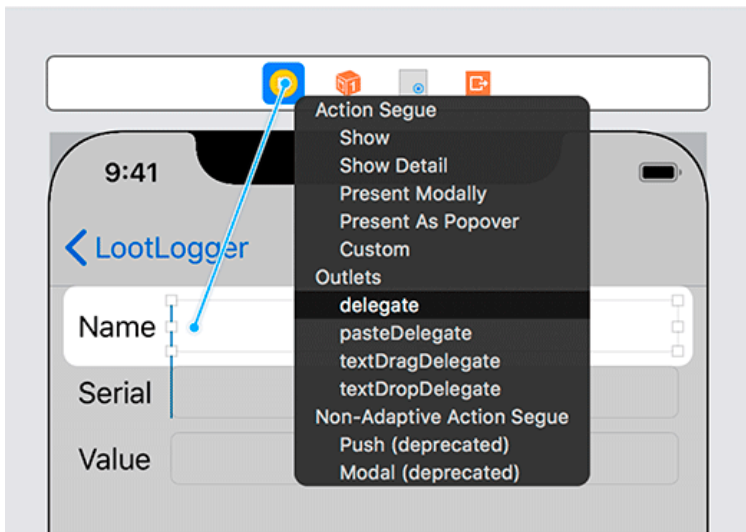 Action Segue
Show
Show Detail
Present Modally
Present As Popover
Custom
Outlets
delegate
pasteDelegate
textDragDelegate
textDropDelegate
Non-Adaptive Action Segue
Push (deprecated)
Modal (deprecated)
9:41
LootLogger
Name
Serial
Value